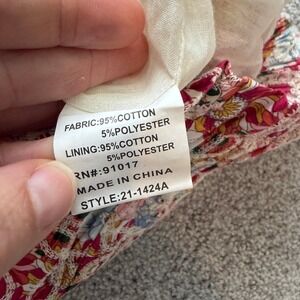 FABRIC:95%COTTON
5%POLYESTER
LINING:95%COTTON
5%POLYESTER
RN#:91017
MADE IN CHINA
STYLE:21-1424A